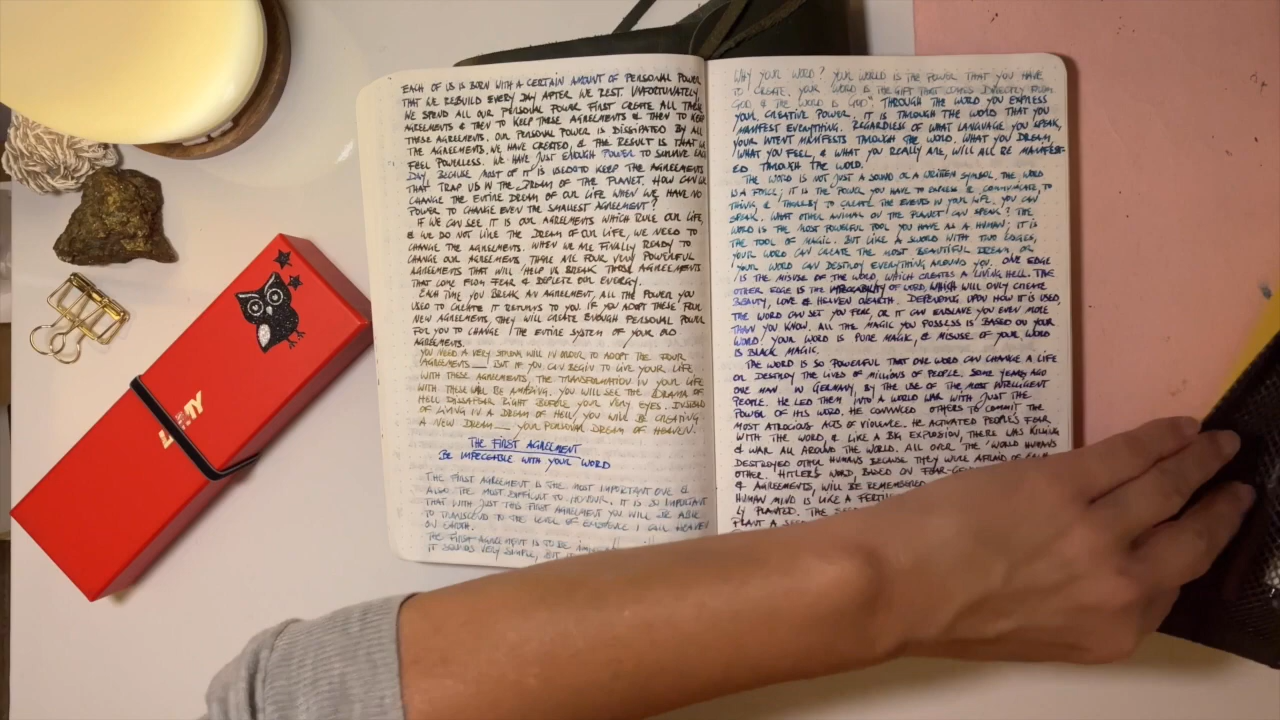 EACH OF US IS BORN WITH A CERTAIN AMOUNT OF PERSONAL POWER
THAT WE REBUILD EVERY DAY AFTER WE REST. UNFORTUNATELY
WE SPEND ALL OUR PERSONAL POWER FIRST CREATE ALL THESE
AGREEMENTS & THEN TO KEEP THOSE AGREEMENTS & THEN TO KEEP
THESE AGREEMENTS. OUR PERSONAL POWER IS DISSIPATED BY ALL
THE AGREEMENTS WE HAVE CREATED, & THE RESULT IS THAT WE
FEEL POWERLESS. WE HAVE JUST ENOUGH POWER TO SURVIVE EACH
DAY, BECAUSE MOST OF IT IS USED TO KEEP THE AGREEMENTS
THAT TRAP US IN THE DREAM OF THE PLANET. HOW CAN WE
CHANGE THE ENTIRE DREAM OF OUR LIFE WHEN WE HAVE NO
POWER TO CHANGE EVEN THE SMALLEST AGREEMENT?
IF WE CAN SEE IT IS OUR AGREEMENTS WHICH RULE OUR LIFE,
& WE DO NOT LIKE THE DREAM OF OUR LIFE, WE NEED TO
CHANGE THE AGREEMENTS. WHEN WE ARE FINALLY READY TO
CHANGE OUR AGREEMENTS THERE ARE FOUR VERY POWERFUL
AGREEMENTS THAT WILL HELP US BREAK THOSE AGREEMENTS
THAT COME FROM FEAR & DEPLETE OUR ENERGY.
EACH TIME YOU BREAK AN AGREEMENT, ALL THE POWER YOU
USED TO CREATE IT RETURNS TO YOU. IF YOU ADOPT THESE FOUR
NEW AGREEMENTS, THEY WILL CREATE ENOUGH PERSONAL POWER
FOR YOU TO CHANGE THE ENTIRE SYSTEM OF YOUR OLD
AGREEMENTS.
YOU NEED A VERY STRONG WILL IN ORDER TO ADOPT THE FOUR
AGREEMENTS__ BUT IF YOU CAN BEGIN TO LIVE YOUR LIFE
WITH THESE AGREEMENTS, THE TRANSFORMATION IN YOUR LIFE
WITH THESE WILL BE AMAZING. YOU WILL SEE THE DRAMA OF
HELL DISSAPEAR RIGHT BEFORE YOUR VERY EYES. INSTEAD
OF LIVING IN A DREAM OF HELL, YOU WILL BE CREATING
A NEW DREAM__ YOUR PERSONAL DREAM OF HEAVEN.
THE FIRST AGREEMENT
BE IMPECCABLE WITH YOUR WORD
THE FIRST AGREEMENT IS THE MOST IMPORTANT ONE &
ALSO THE MOST DIFFICULT TO HONOUR. IT IS SO IMPORTANT
THAT WITH JUST THIS FIRST AGREEMENT YOU WILL BE ABLE
TO TRANSCEND TO THE LEVEL OF EXISTENCE I CALL HEAVEN
ON EARTH.
THE FIRST AGREEMENT IS TO BE
IT SOUNDS VERY SIMPLE, BUT
WHY YOUR WORD? YOUR WORLD IS THE POWER THAT YOU HAVE
TO CREATE. YOUR WORD IS THE GIFT THAT COMES DIRECTLY FROM
GOD & THE WORD IS GOD" THROUGH THE WORD YOU EXPRESS
YOUR CREATIVE POWER. IT IS THROUGH THE WORD THAT YOU
MANIFEST EVERYTHING. REGARDLESS OF WHAT LANGUAGE YOU SPEAK,
YOUR INTENT MANIFESTS THROUGH THE WORD. WHAT YOU DREAM,
WHAT YOU FEEL, & WHAT YOU REALLY ARE, WILL ALL BE MANIFEST-
ED THROUGH THE WORD.
THE WORD IS NOT JUST A SOUND OR A WRITTEN SYMBOL. THE WORD
IS A FORCE; IT IS THE POWER YOU HAVE TO EXPRESS & COMMUNICATE, TO
THINK, & THEREBY TO CREATE THE EVENTS IN YOUR LIFE. YOU CAN
SPEAK. WHAT OTHER ANIMAL ON THE PLANET CAN SPEAK? THE
WORD IS THE MOST POWERFUL TOOL YOU HAVE AS A HUMAN; IT IS
THE TOOL OF MAGIC. BUT LIKE A SWORD WITH TWO EDGES,
YOUR WORD CAN CREATE THE MOST BEAUTIFUL DREAM, OR
YOUR WORD CAN DESTROY EVERYTHING AROUND YOU. ONE EDGE
IS THE MISUSE OF THE WORD, WHICH CREATES A LIVING HELL. THE
OTHER EDGE IS THE IMPECCABILITY OF WORD, WHICH WILL ONLY CREATE
BEAUTY, LOVE & HEAVEN ON EARTH. DEPENDING UPON HOW IT IS USED,
THE WORD CAN SET YOU FREE, OR IT CAN ENSLAVE YOU EVEN MORE
THAN YOU KNOW. ALL THE MAGIC YOU POSSESS IS BASED ON YOUR
WORD. YOUR WORD IS PURE MAGIC, & MISUSE OF YOUR WORD
IS BLACK MAGIC.
THE WORD IS SO POWERFUL THAT ONE WORD CAN CHANGE A LIFE
OR DESTROY THE LIVES OF MILLIONS OF PEOPLE. SOME YEARS AGO
ONE MAN IN GERMANY, BY THE USE OF THE MOST INTELLIGENT
PEOPLE. HE LED THEM INTO A WORLD WAR WITH JUST THE
POWER OF HIS WORD. HE CONVINCED OTHERS TO COMMIT THE
MOST ATROCIOUS ACTS OF VIOLENCE. HE ACTIVATED PEOPLE'S FEAR
WITH THE WORD, & LIKE A BIG EXPLOSION, THERE WAS KILLING
& WAR ALL AROUND THE WORLD. ALL OVER THE WORLD HUMANS
DESTROYED OTHER HUMANS BECAUSE THEY WERE AFRAID OF EACH
OTHER. HITLER'S WORD BASED ON FEAR-
& AGREEMENTS, WILL BE REMEMBERED
HUMAN MIND IS LIKE A
LY PLANTED. THE
PLANT A